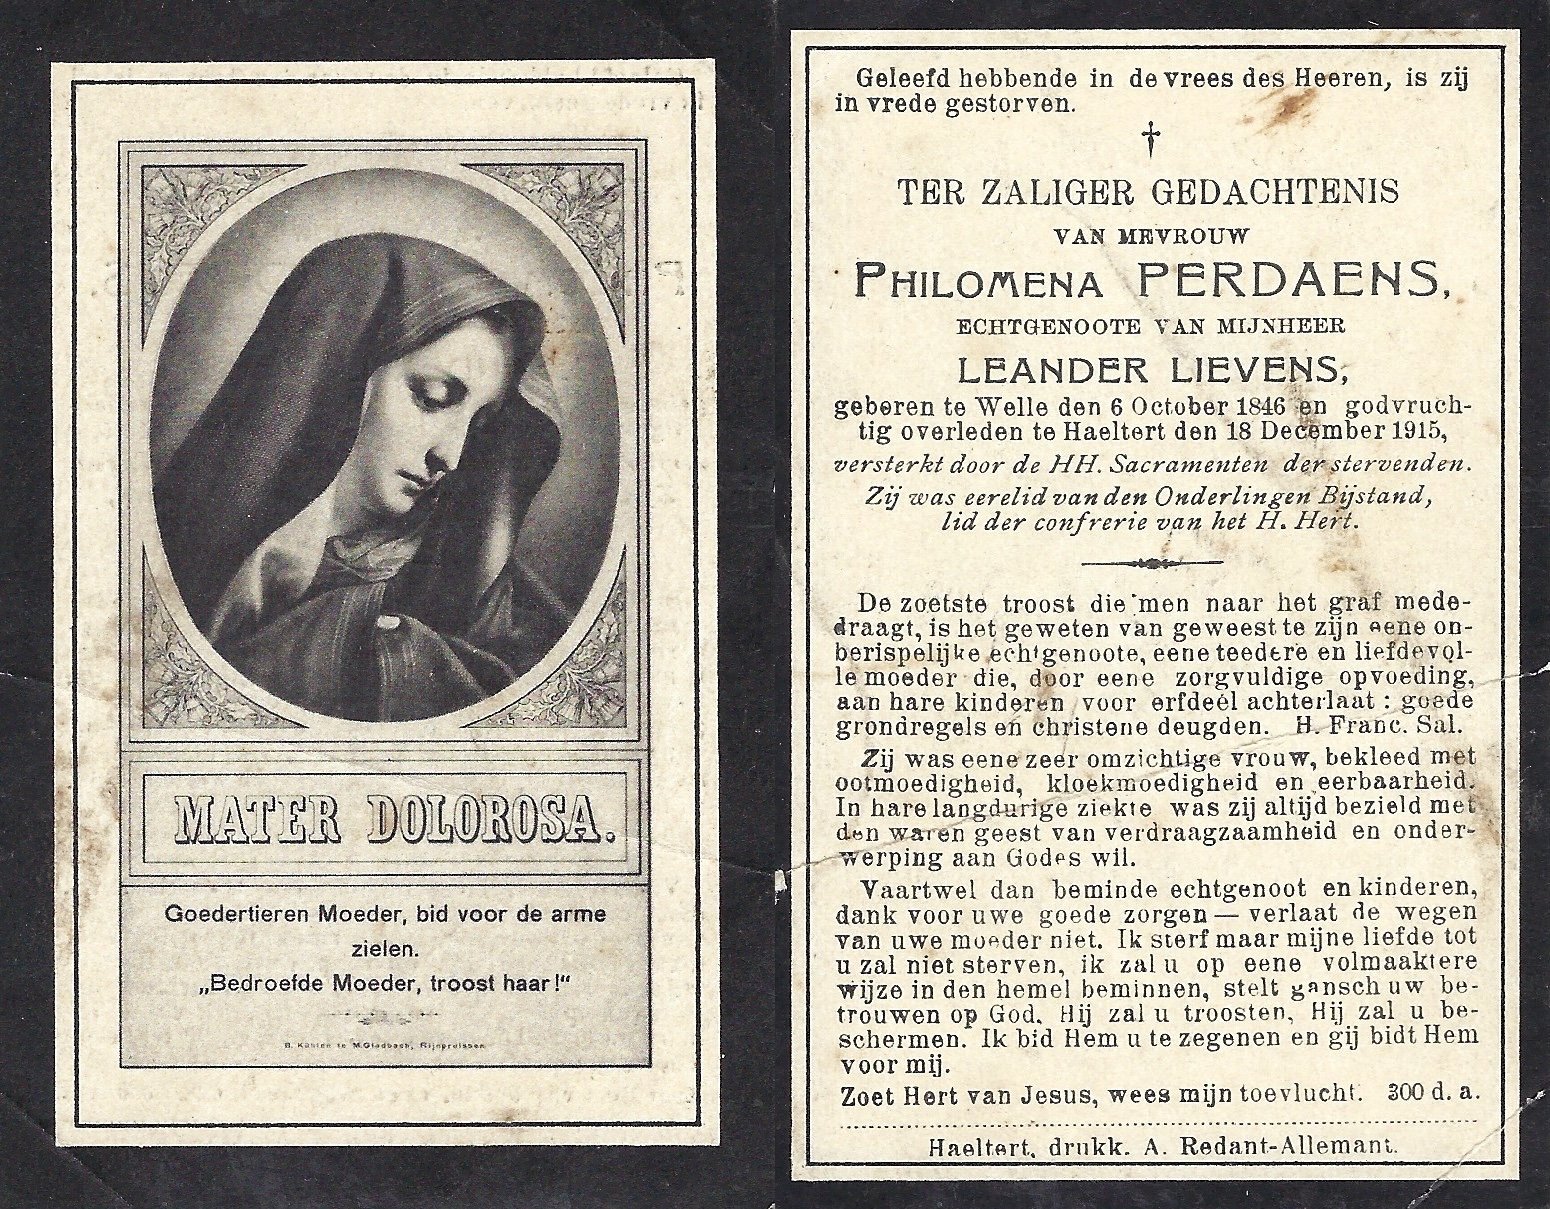 MATER DOLOROSA.
Goedertieren Moeder, bid voor de arme
zielen.
„Bedroefde Moeder, troost haar!“
B. Kühlen te M.Gladbach, Rijnpruissen
Geleefd hebbende in de vrees des Heeren, is zij
in vrede gestorven.
†
TER ZALIGER GEDACHTENIS
VAN MEVROUW
PHILOMENA PERDAENS,
ECHTGENOOTE VAN MIJNHEER
LEANDER LIEVENS,
geboren te Welle den 6 October 1846 en godvruch-
tig overleden te Haeltert den 18 December 1915,
versterkt door de HH. Sacramenten der stervenden.
Zij was eerelid van den Onderlingen Bijstand,
lid der confrerie van het H. Hert.
De zoetste troost die men naar het graf mede-
draagt, is het geweten van geweest te zijn eene on-
berispelijke echtgenoote, eene teedere en liefdevol-
le moeder die, door eene zorgvuldige opvoeding,
aan hare kinderen voor erfdeel achterlaat : goede
grondregels en christene deugden. H. Franc. Sal.
Zij was eene zeer omzichtige vrouw, bekleed met
ootmoedigheid, kloekmoedigheid en eerbaarheid.
In hare langdurige ziekte was zij altijd bezield met
den waren geest van verdraagzaamheid en onder-
werping aan Godes wil.
Vaartwel dan beminde echtgenoot en kinderen,
dank voor uwe goede zorgen — verlaat de wegen
van uwe moeder niet. Ik sterf maar mijne liefde tot
u zal niet sterven, ik zal u op eene volmaaktere
wijze in den hemel beminnen, stelt gansch uw be-
trouwen op God. Hij zal u troosten, Hij zal u be-
schermen. Ik bid Hem u te zegenen en gij bidt Hem
voor mij.
Zoet Hert van Jesus, wees mijn toevlucht. 300 d. a.
Haeltert, drukk. A. Redant-Allemant.